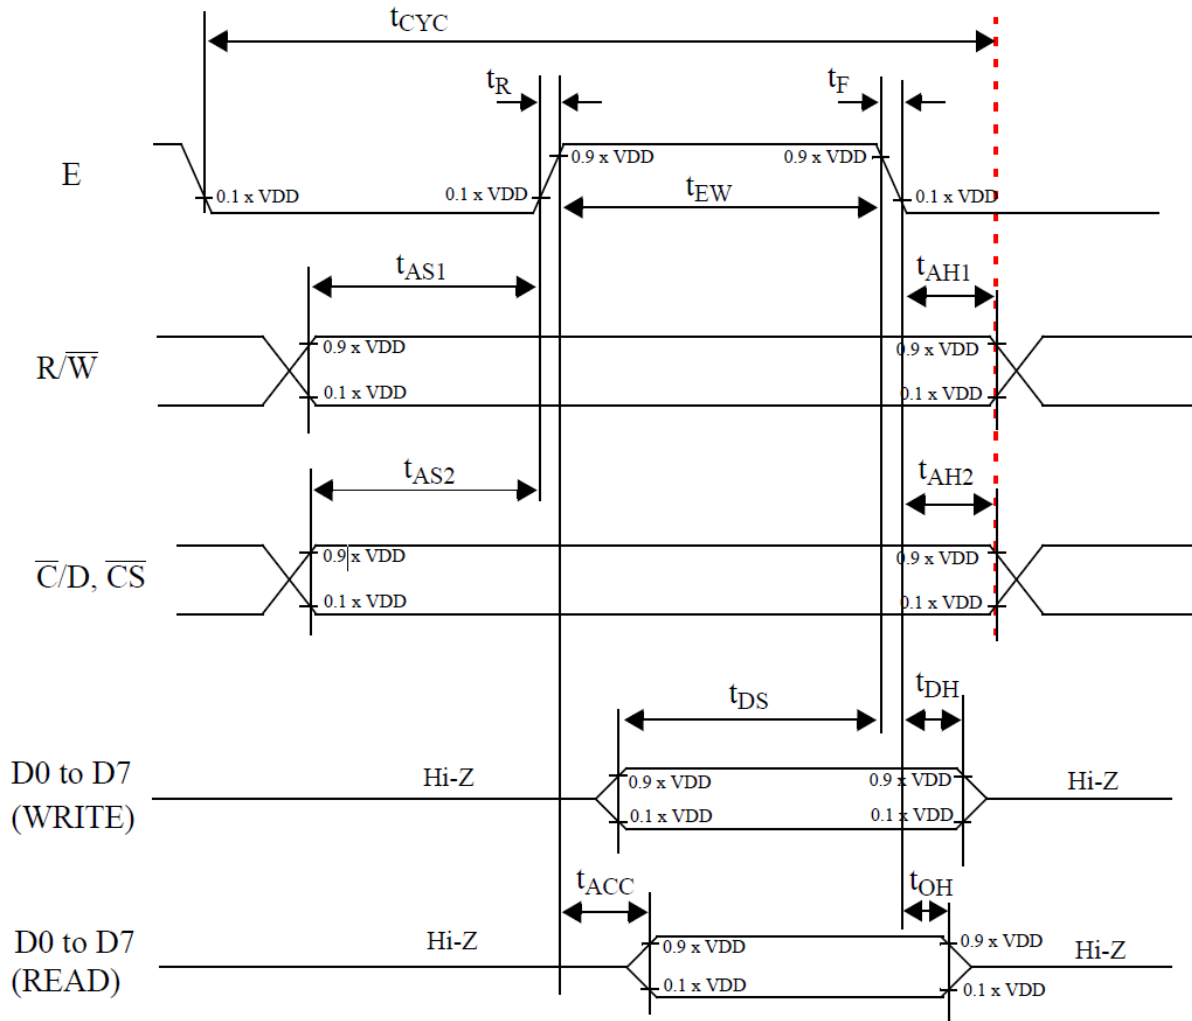 tCYC
tR
tF
E
0.9 x VDD
0.9 x VDD
0.1 x VDD
0.1 x VDD
tEW
0.1 x VDD
tAS1
tAH1
R/W̅
0.9 x VDD
0.9 x VDD
0.1 x VDD
0.1 x VDD
tAS2
tAH2
C̅/D, C̅S̅
0.9 x VDD
0.9 x VDD
0.1 x VDD
0.1 x VDD
tDS
tDH
D0 to D7
(WRITE)
Hi-Z
0.9 x VDD
0.9 x VDD
Hi-Z
0.1 x VDD
0.1 x VDD
tACC
tOH
D0 to D7
(READ)
Hi-Z
0.9 x VDD
0.9 x VDD
Hi-Z
0.1 x VDD
0.1 x VDD